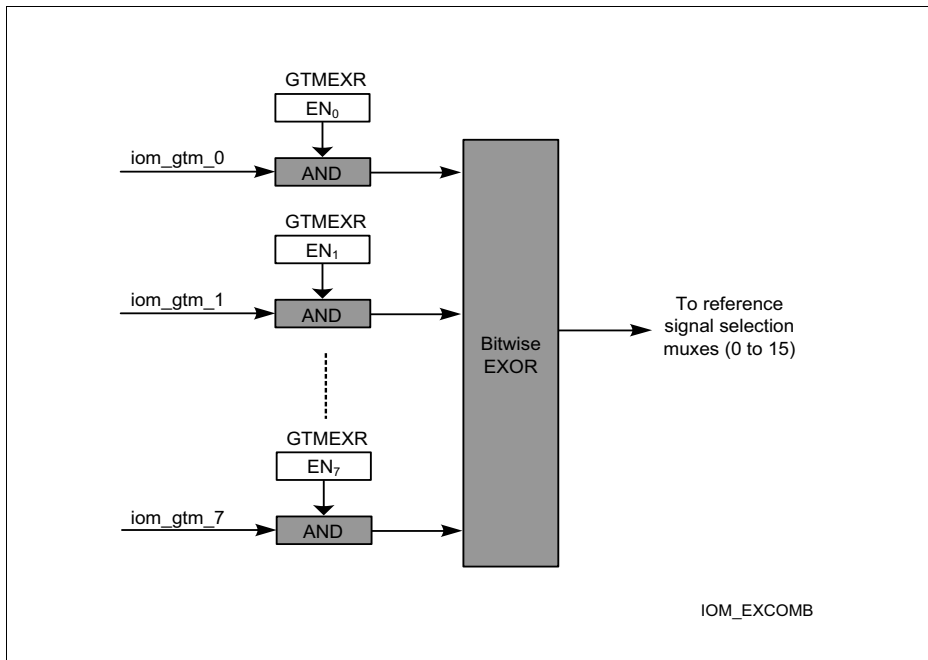 GTMEXR
EN₀
iom_gtm_0
AND
GTMEXR
EN₁
iom_gtm_1
AND
To reference
signal selection
muxes (0 to 15)
Bitwise
EXOR
GTMEXR
EN₇
iom_gtm_7
AND
IOM_EXCOMB